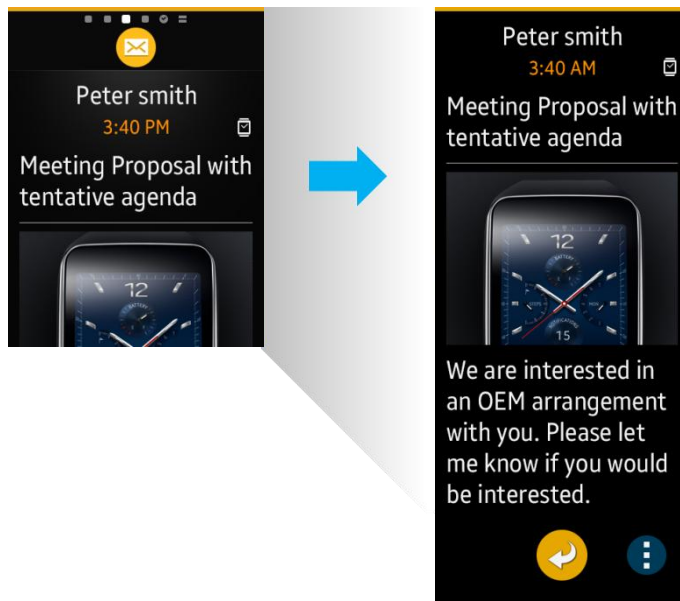 Peter smith
3:40 PM
Meeting Proposal with
tentative agenda
12
Peter smith
3:40 AM
Meeting Proposal with
tentative agenda
12
BATTERY
NOTIFICATIONS
15
We are interested in
an OEM arrangement
with you. Please let
me know if you would
be interested.